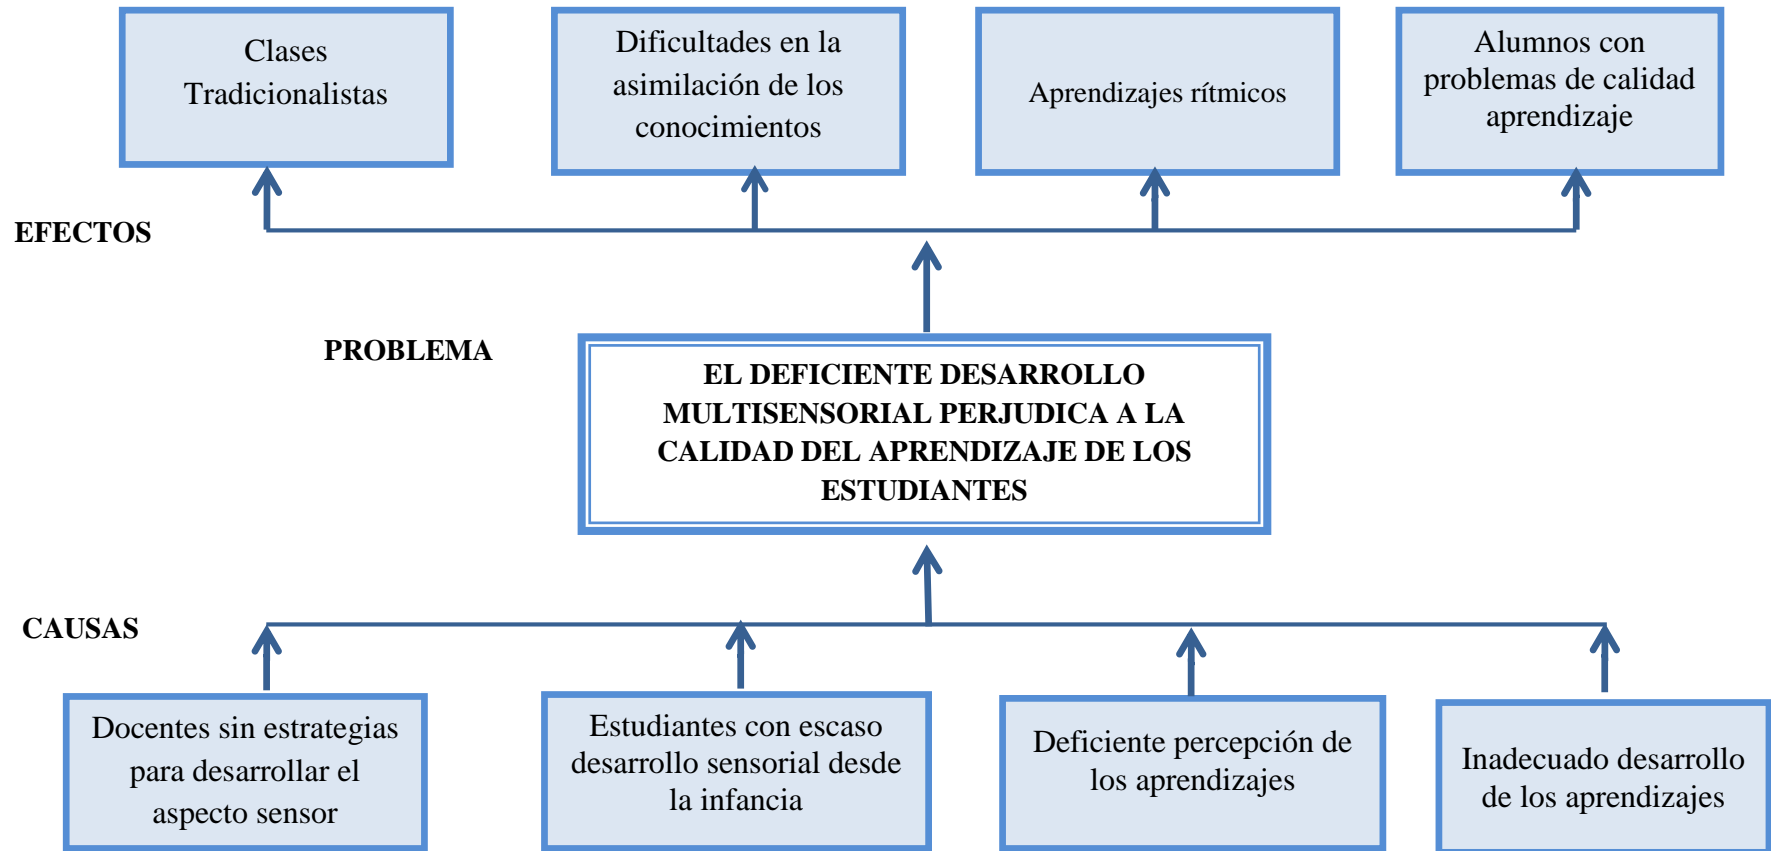 Clases
Tradicionalistas
Dificultades en la
asimilación de los
conocimientos
Aprendizajes rítmicos
Alumnos con
problemas de calidad
aprendizaje
EFECTOS
PROBLEMA
EL DEFICIENTE DESARROLLO
MULTISENSORIAL PERJUDICA A LA
CALIDAD DEL APRENDIZAJE DE LOS
ESTUDIANTES
CAUSAS
Docentes sin estrategias
para desarrollar el
aspecto sensor
Estudiantes con escaso
desarrollo sensorial desde
la infancia
Deficiente percepción de
los aprendizajes
Inadecuado desarrollo
de los aprendizajes